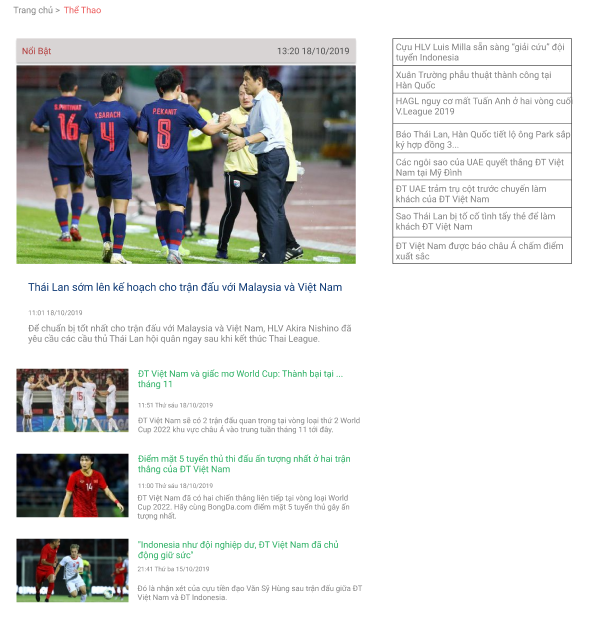 Trang chủ > Thể Thao
Nổi Bật 13:20 18/10/2019
S.PHITIWAT
16
Y.BARACH
4
P.EKANIT
8
Thái Lan sớm lên kế hoạch cho trận đấu với Malaysia và Việt Nam
11:01 18/10/2019
Để chuẩn bị tốt nhất cho trận đấu với Malaysia và Việt Nam, HLV Akira Nishino đã
yêu cầu các cầu thủ Thái Lan hội quân ngay sau khi kết thúc Thai League.
ĐT Việt Nam và giấc mơ World Cup: Thành bại tại ...
tháng 11
11:51 Thứ sáu 18/10/2019
ĐT Việt Nam sẽ có 2 trận đấu quan trọng tại vòng loại thứ 2 World
Cup 2022 khu vực châu Á vào trung tuần tháng 11 tới đây.
15
Điểm mặt 5 tuyển thủ thi đấu ấn tượng nhất ở hai trận
thắng của ĐT Việt Nam
11:00 Thứ sáu 18/10/2019
ĐT Việt Nam đã có hai chiến thắng liên tiếp tại vòng loại World
Cup 2022. Hãy cùng BongDa.com điểm mặt 5 tuyển thủ gây ấn
tượng nhất.
14
"Indonesia như đội nghiệp dư, ĐT Việt Nam đã chủ
động giữ sức"
21:41 Thứ ba 15/10/2019
Đó là nhận xét của cựu tiền đạo Văn Sỹ Hùng sau trận đấu giữa ĐT
Việt Nam và ĐT Indonesia.
Cựu HLV Luis Milla sẵn sàng “giải cứu” đội
tuyển Indonesia
Xuân Trường phẫu thuật thành công tại
Hàn Quốc
HAGL nguy cơ mất Tuấn Anh ở hai vòng cuối
V.League 2019
Báo Thái Lan, Hàn Quốc tiết lộ ông Park sắp
ký hợp đồng 3...
Các ngôi sao của UAE quyết thắng ĐT Việt
Nam tại Mỹ Đình
ĐT UAE trảm trụ cột trước chuyến làm
khách của ĐT Việt Nam
Sao Thái Lan bị tố cố tình tẩy thẻ để làm
khách ĐT Việt Nam
ĐT Việt Nam được báo châu Á chấm điểm
xuất sắc